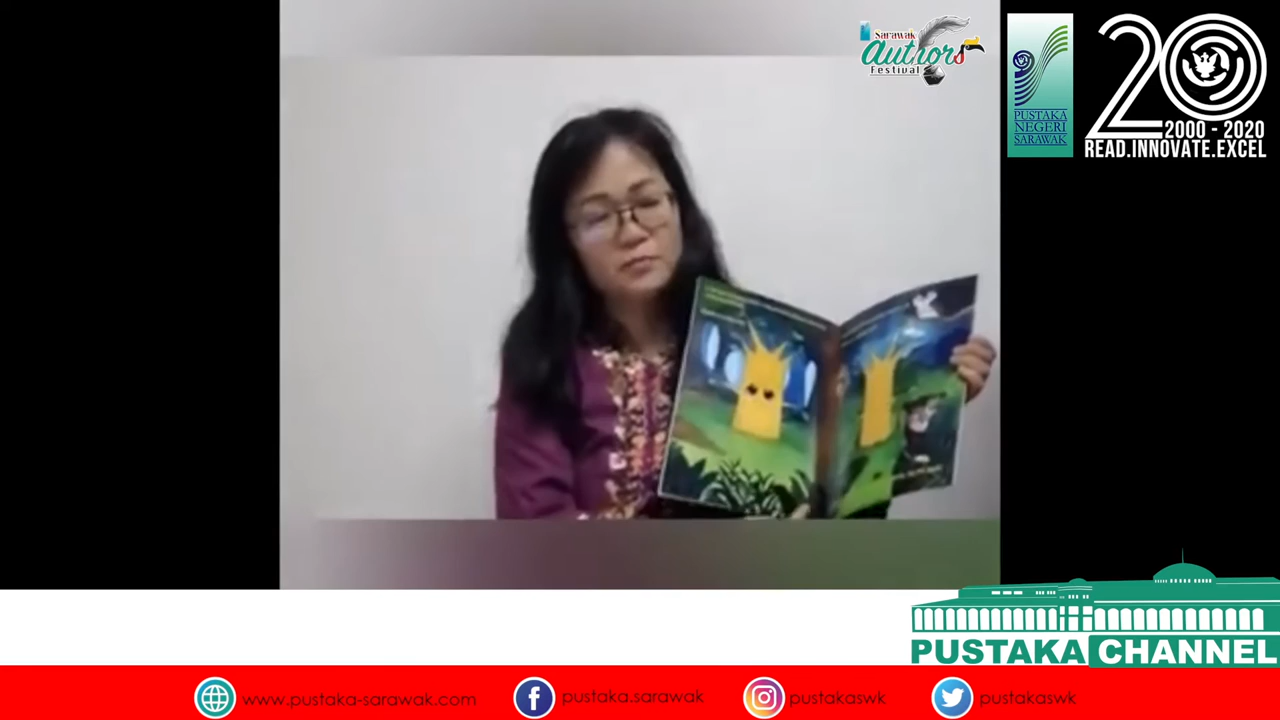 Sarawak
Authors
Festival
PUSTAKA
NEGERI
SARAWAK
20
2000 - 2020
READ.INNOVATE.EXCEL
PUSTAKA CHANNEL
www.pustaka-sarawak.com
pustaka.sarawak
pustakaswk
pustakaswk